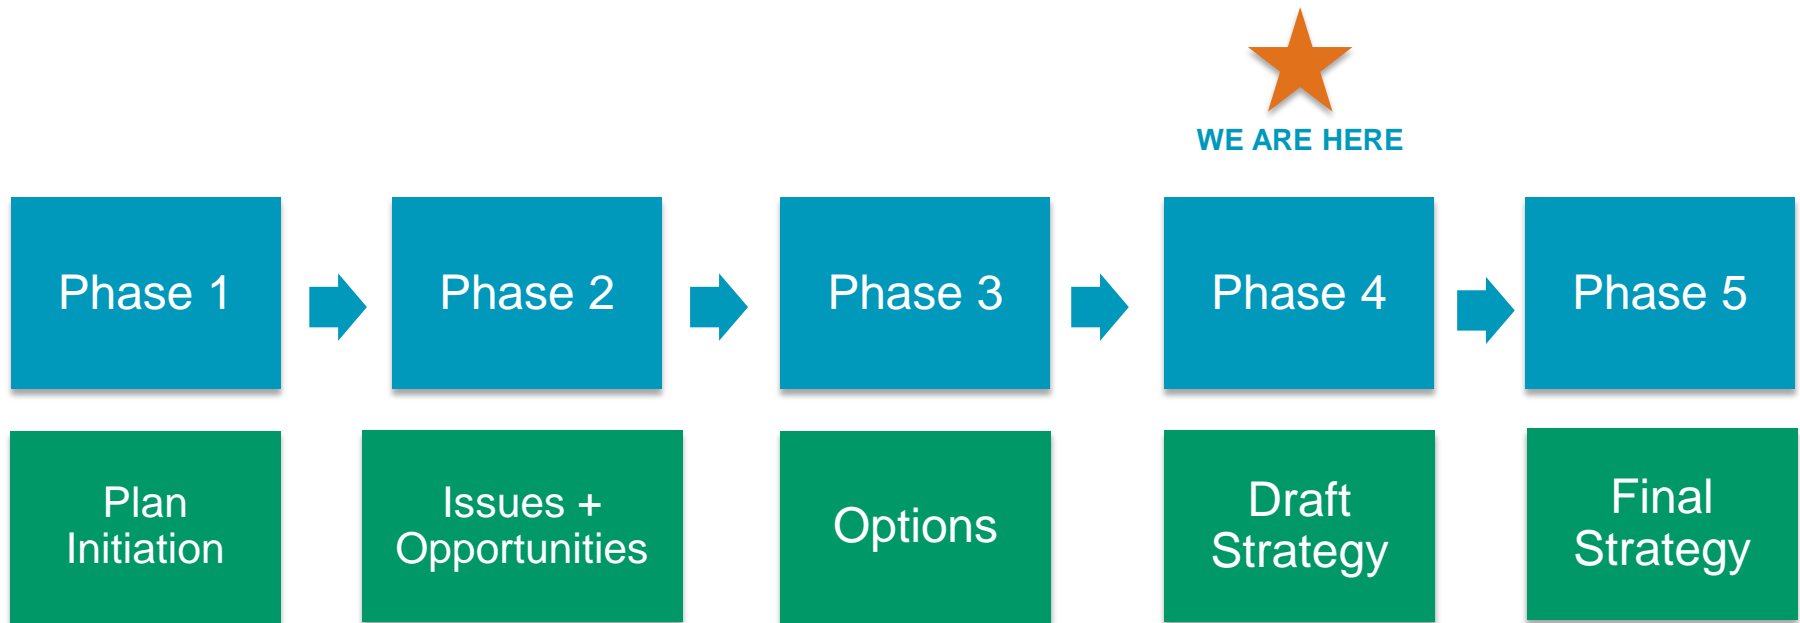 WE ARE HERE
Phase 1
Phase 2
Phase 3
Phase 4
Phase 5
Plan
Initiation
Issues +
Opportunities
Options
Draft
Strategy
Final
Strategy